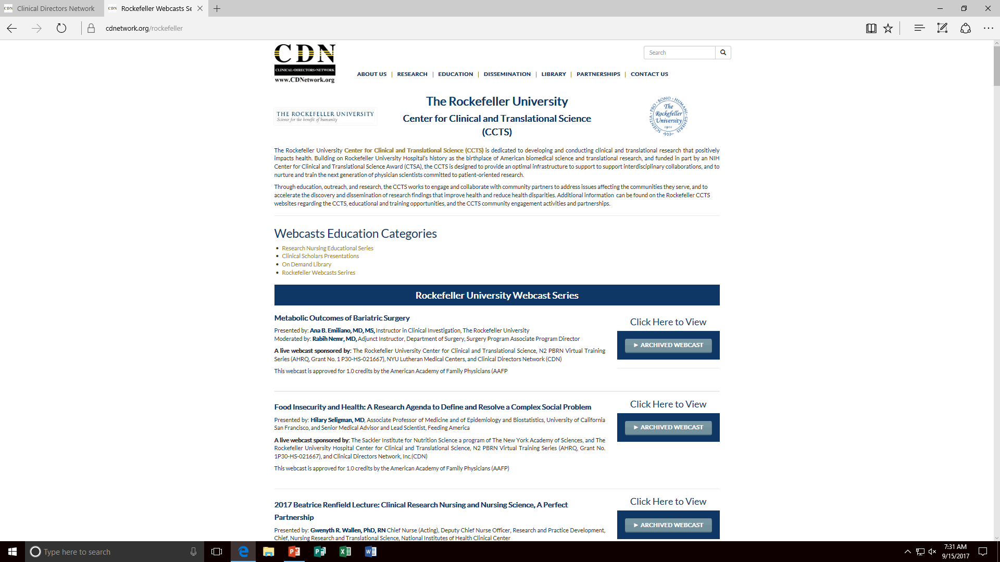 CDN Clinical Directors Network
CDN Rockefeller Webcasts Se
cdnetwork.org/rockefeller
CDN
CLINICAL•DIRECTORS•NETWORK
www.CDNetwork.org
Search
ABOUT US | RESEARCH | EDUCATION | DISSEMINATION | LIBRARY | PARTNERSHIPS | CONTACT US
THE ROCKEFELLER UNIVERSITY
Science for the benefit of humanity
The Rockefeller University
Center for Clinical and Translational Science
(CCTS)
SCIENTIA • PRO • BONO • HUMANI • GENERIS
The
Rockefeller
University
1901
The Rockefeller University Center for Clinical and Translational Science (CCTS) is dedicated to developing and conducting clinical and translational research that positively
impacts health. Building on Rockefeller University Hospital's history as the birthplace of American biomedical science and translational research, and funded in part by an NIH
Center for Clinical and Translational Science Award (CTSA), the CCTS is designed to provide an optimal infrastructure to support to support interdisciplinary collaborations, and to
nurture and train the next generation of physician scientists committed to patient-oriented research.
Through education, outreach, and research, the CCTS works to engage and collaborate with community partners to address issues affecting the communities they serve, and to
accelerate the discovery and dissemination of research findings that improve health and reduce health disparities. Additional information can be found on the Rockefeller CCTS
websites regarding the CCTS, educational and training opportunities, and the CCTS community engagement activities and partnerships.
Webcasts Education Categories
• Research Nursing Educational Series
• Clinical Scholars Presentations
• On Demand Library
• Rockefeller Webcasts Serires
Rockefeller University Webcast Series
Metabolic Outcomes of Bariatric Surgery
Presented by: Ana B. Emiliano, MD, MS, Instructor in Clinical Investigation, The Rockefeller University
Moderated by: Rabih Nemr, MD, Adjunct Instructor, Department of Surgery, Surgery Program Associate Program Director
A live webcast sponsored by: The Rockefeller University Center for Clinical and Translational Science, N2 PBRN Virtual Training
Series (AHRQ, Grant No. 1 P30-HS-021667), NYU Lutheran Medical Centers, and Clinical Directors Network (CDN)
This webcast is approved for 1.0 credits by the American Academy of Family Physicians (AAFP
Click Here to View
► ARCHIVED WEBCAST
Food Insecurity and Health: A Research Agenda to Define and Resolve a Complex Social Problem
Presented by: Hilary Seligman, MD, Associate Professor of Medicine and of Epidemiology and Biostatistics, University of California
San Francisco, and Senior Medical Advisor and Lead Scientist, Feeding America
A live webcast sponsored by: The Sackler Institute for Nutrition Science a program of The New York Academy of Sciences, and The
Rockefeller University Hospital Center for Clinical and Translational Science, N2 PBRN Virtual Training Series (AHRQ, Grant No.
1P30-HS-021667), and Clinical Directors Network, Inc.(CDN)
This webcast is approved for 1.0 credits by the American Academy of Family Physicians (AAFP)
Click Here to View
► ARCHIVED WEBCAST
2017 Beatrice Renfield Lecture: Clinical Research Nursing and Nursing Science, A Perfect
Partnership
Presented by: Gwenyth R. Wallen, PhD, RN Chief Nurse (Acting), Deputy Chief Nurse Officer, Research and Practice Development,
Chief, Nursing Research and Translational Science, National Institutes of Health Clinical Center
Click Here to View
► ARCHIVED WEBCAST
Type here to search
7:31 AM
9/15/2017